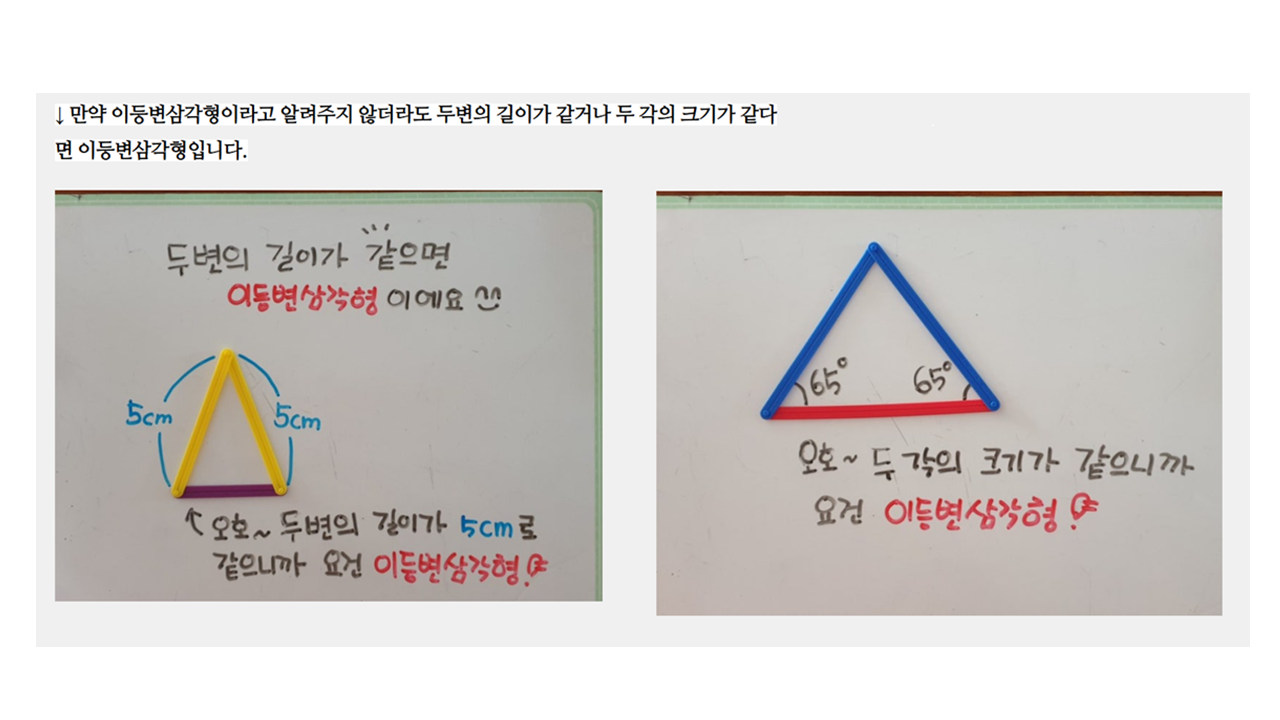 ↓ 만약 이등변삼각형이라고 알려주지 않더라도 두변의 길이가 같거나 두 각의 크기가 같다
면 이등변삼각형입니다.
두변의 길이가 같으면
이등변삼각형이에요 ^^
5cm 5cm
↖ 오호~ 두변의 길이가 5cm로
같으니까 요건 이등변삼각형!
65° 65°
오호~ 두 각의 크기가 같으니까
요건 이등변삼각형!